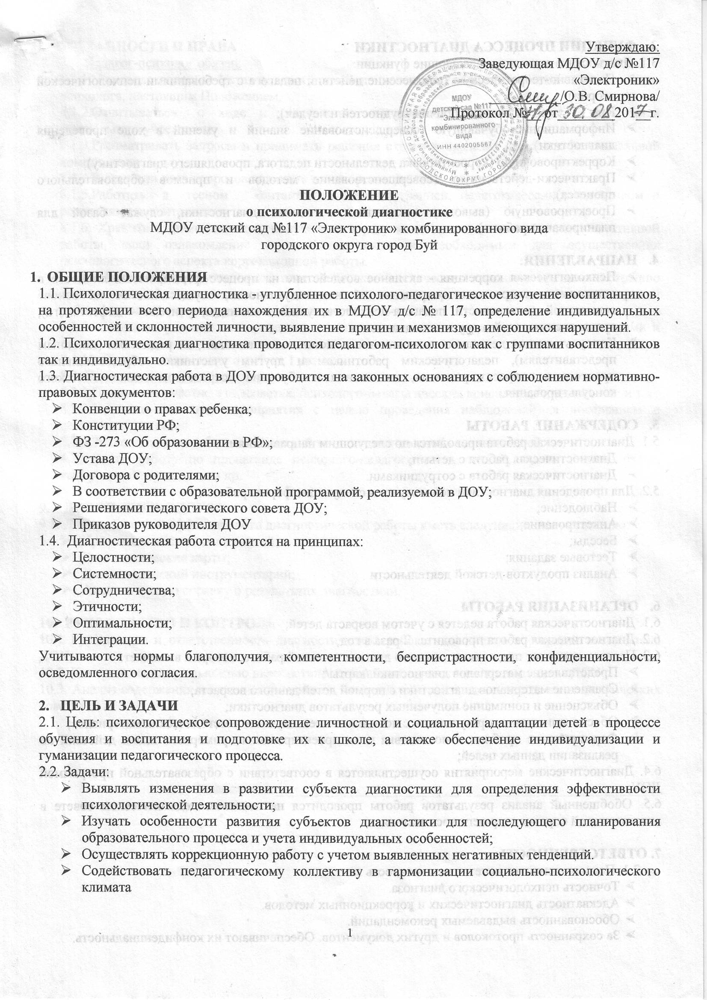 Утверждаю:
Заведующая МДОУ д/с №117
«Электроник»
/О.В. Смирнова/
Протокол № от 30.08 2017 г.
МДОУ
детский сад №117
"Электроник"
комбинированного
вида
ИНН 4402005567
ПОЛОЖЕНИЕ
о психологической диагностике
МДОУ детский сад №117 «Электроник» комбинированного вида
городского округа город Буй
1. ОБЩИЕ ПОЛОЖЕНИЯ
1.1. Психологическая диагностика - углубленное психолого-педагогическое изучение воспитанников,
на протяжении всего периода нахождения их в МДОУ д/с № 117, определение индивидуальных
особенностей и склонностей личности, выявление причин и механизмов имеющихся нарушений.
1.2. Психологическая диагностика проводится педагогом-психологом как с группами воспитанников
так и индивидуально.
1.3. Диагностическая работа в ДОУ проводится на законных основаниях с соблюдением нормативно-
правовых документов:
➢ Конвенции о правах ребенка;
➢ Конституции РФ;
➢ ФЗ -273 «Об образовании в РФ»;
➢ Устава ДОУ;
➢ Договора с родителями;
➢ В соответствии с образовательной программой, реализуемой в ДОУ;
➢ Решениями педагогического совета ДОУ;
➢ Приказов руководителя ДОУ
1.4. Диагностическая работа строится на принципах:
➢ Целостности;
➢ Системности;
➢ Сотрудничества;
➢ Этичности;
➢ Оптимальности;
➢ Интеграции.
Учитываются нормы благополучия, компетентности, беспристрастности, конфиденциальности,
осведомленного согласия.
2. ЦЕЛЬ И ЗАДАЧИ
2.1. Цель: психологическое сопровождение личностной и социальной адаптации детей в процессе
обучения и воспитания и подготовке их к школе, а также обеспечение индивидуализации и
гуманизации педагогического процесса.
2.2. Задачи:
➢ Выявлять изменения в развитии субъекта диагностики для определения эффективности
психологической деятельности;
➢ Изучать особенности развития субъектов диагностики для последующего планирования
образовательного процесса и учета индивидуальных особенностей;
➢ Осуществлять коррекционную работу с учетом выявленных негативных тенденций.
➢ Содействовать педагогическому коллективу в гармонизации социально-психологического
климата
1